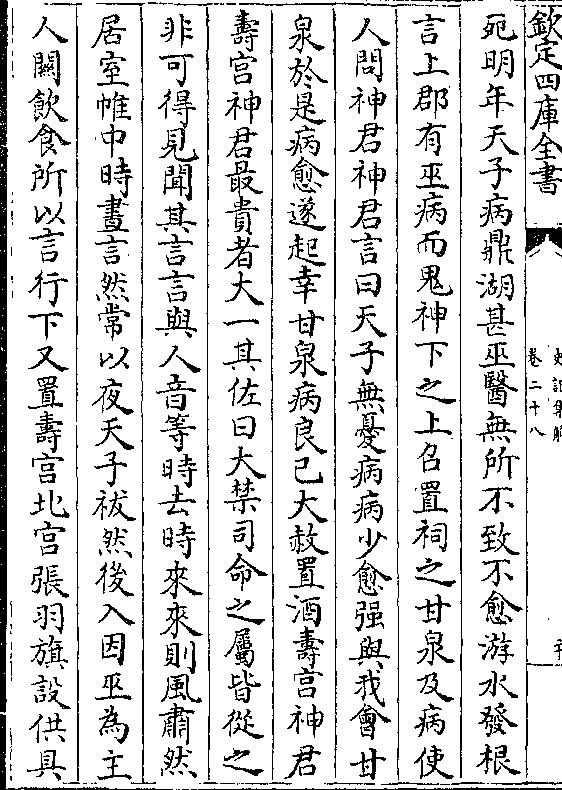 欽定四庫全書
史記集解
卷二十八
宛明年天子病鼎湖甚巫醫無所不致不愈游水發根
言上郡有巫病而鬼神下之上召置祠之甘泉及病使
人問神君神君言曰天子無憂病病少愈强與我會甘
泉於是病愈遂起幸甘泉病良已大赦置酒壽宫神君
壽宫神君最貴者大一其佐曰大禁司命之屬皆從之
非可得見聞其言言與人音等時去時來來則風肅然
居室帷中時晝言然常以夜天子祓然後入因巫為主
人關飲食所以言行下又置壽宫北宫張羽旗設供具